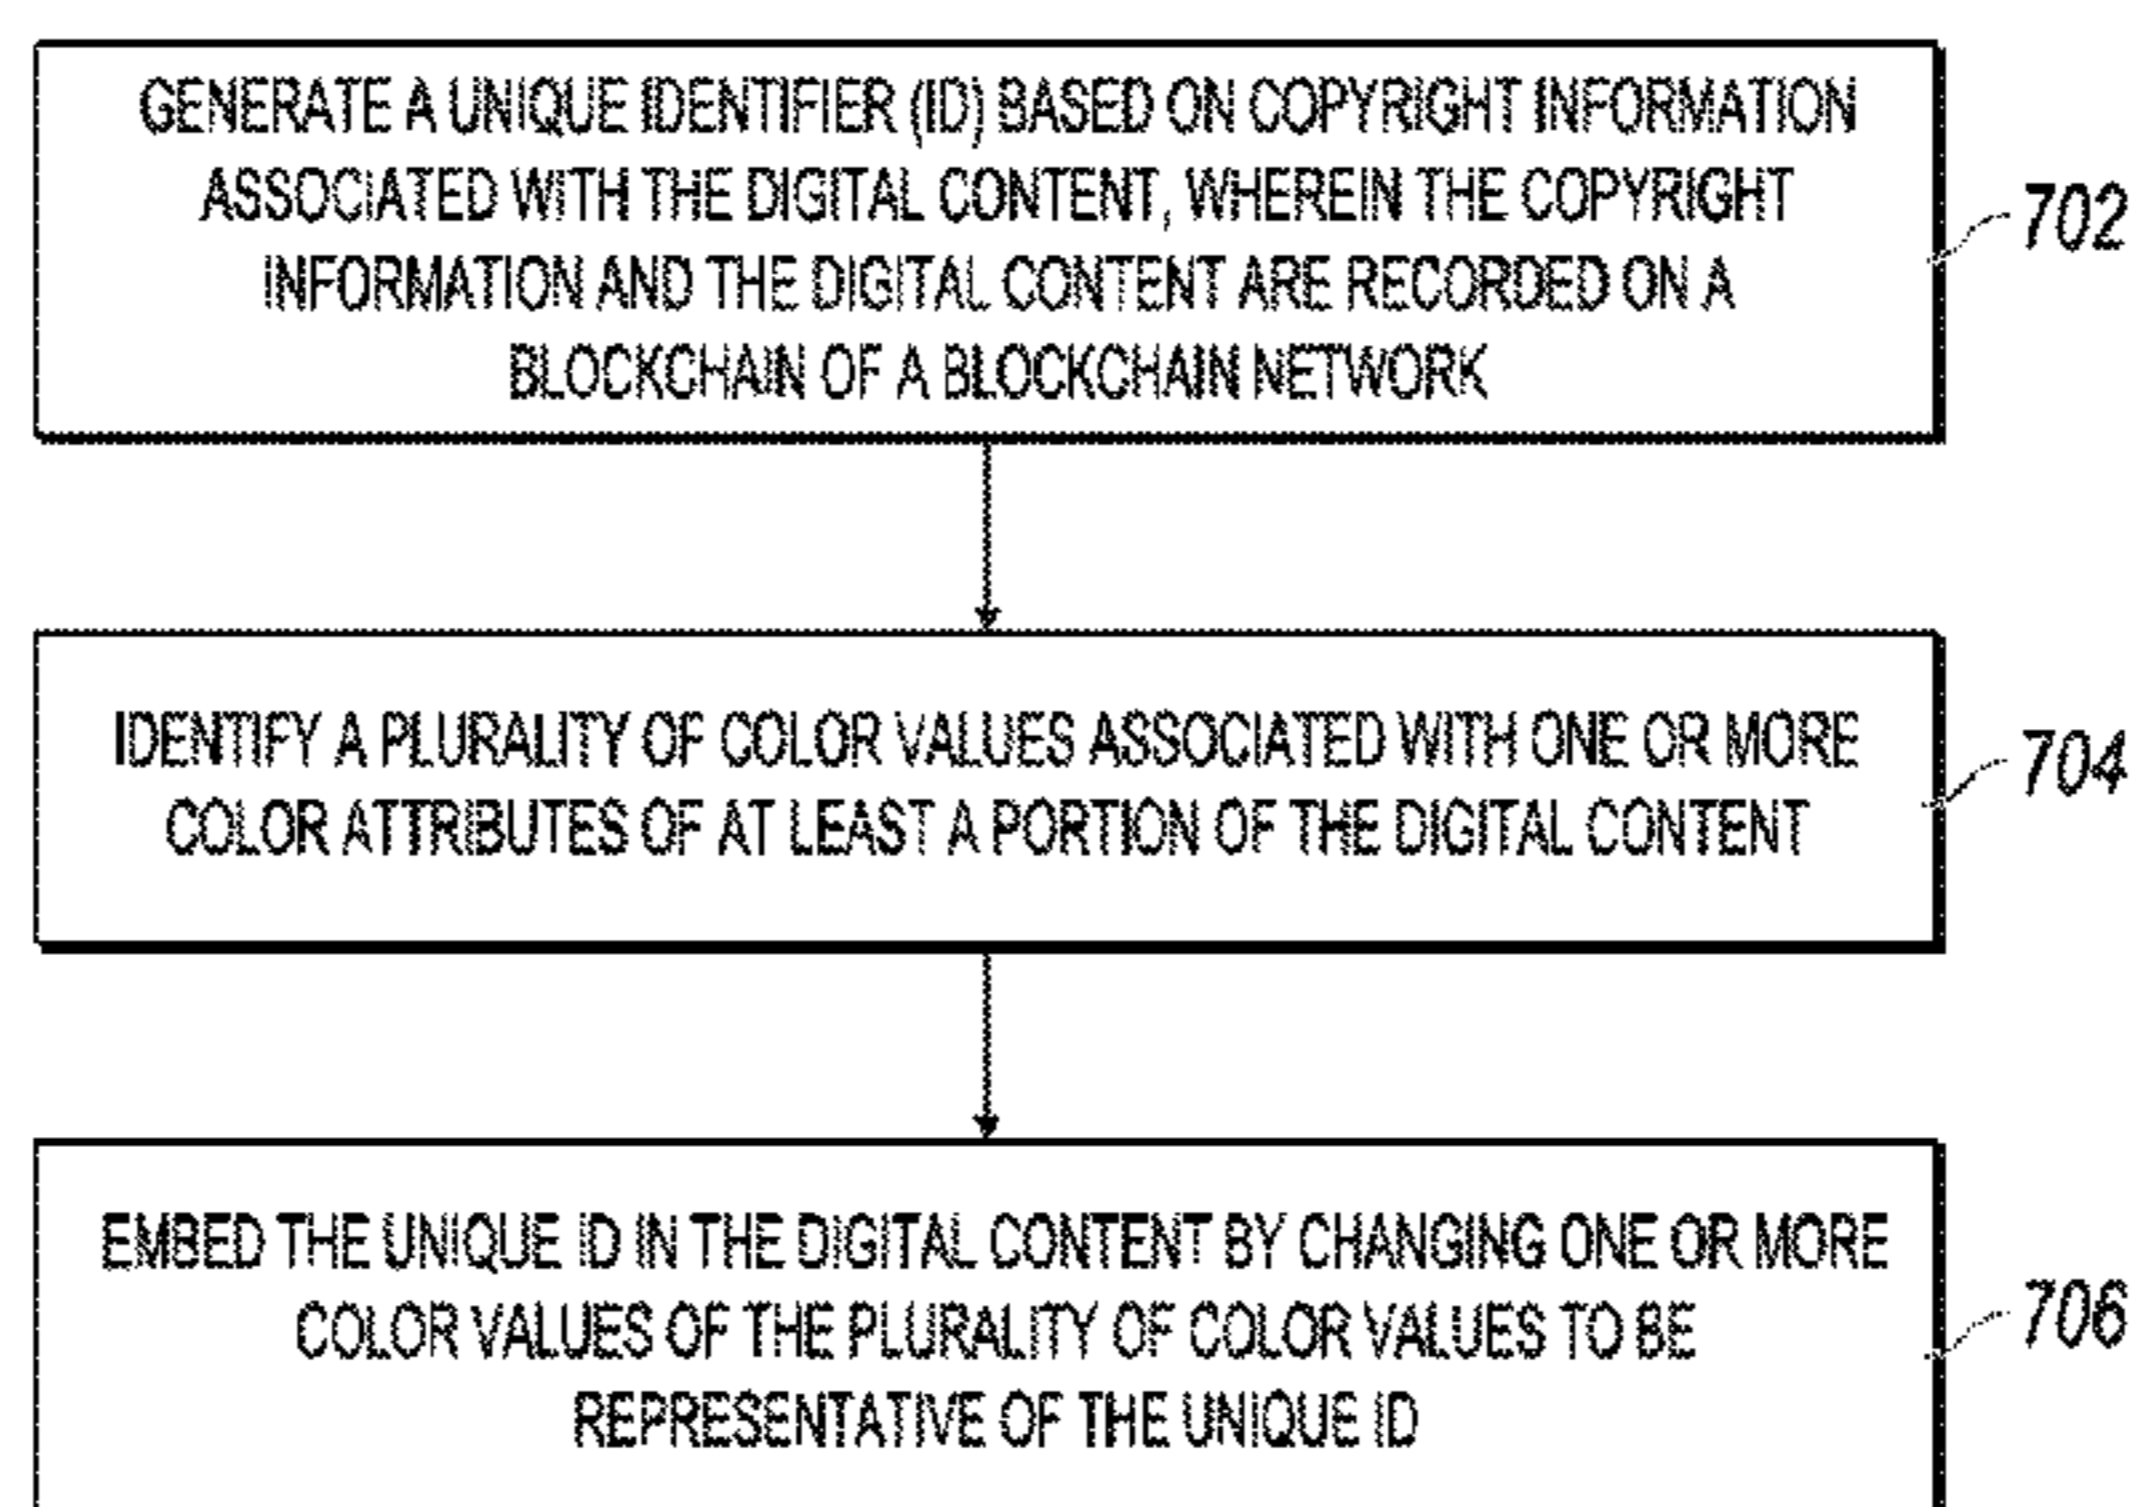 GENERATE A UNIQUE IDENTIFIER (ID) BASED ON COPYRIGHT INFORMATION
ASSOCIATED WITH THE DIGITAL CONTENT, WHEREIN THE COPYRIGHT
INFORMATION AND THE DIGITAL CONTENT ARE RECORDED ON A
BLOCKCHAIN OF A BLOCKCHAIN NETWORK
702
IDENTIFY A PLURALITY OF COLOR VALUES ASSOCIATED WITH ONE OR MORE
COLOR ATTRIBUTES OF AT LEAST A PORTION OF THE DIGITAL CONTENT
704
EMBED THE UNIQUE ID IN THE DIGITAL CONTENT BY CHANGING ONE OR MORE
COLOR VALUES OF THE PLURALITY OF COLOR VALUES TO BE
REPRESENTATIVE OF THE UNIQUE ID
706